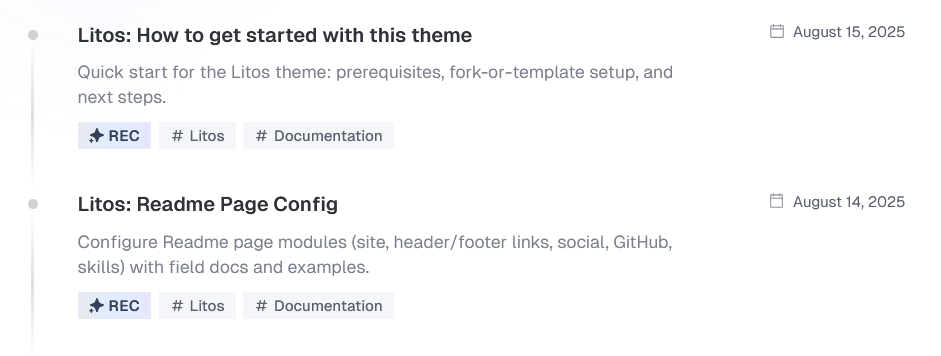 Litos: How to get started with this theme
August 15, 2025
Quick start for the Litos theme: prerequisites, fork-or-template setup, and
next steps.
REC # Litos # Documentation
Litos: Readme Page Config
August 14, 2025
Configure Readme page modules (site, header/footer links, social, GitHub,
skills) with field docs and examples.
REC # Litos # Documentation